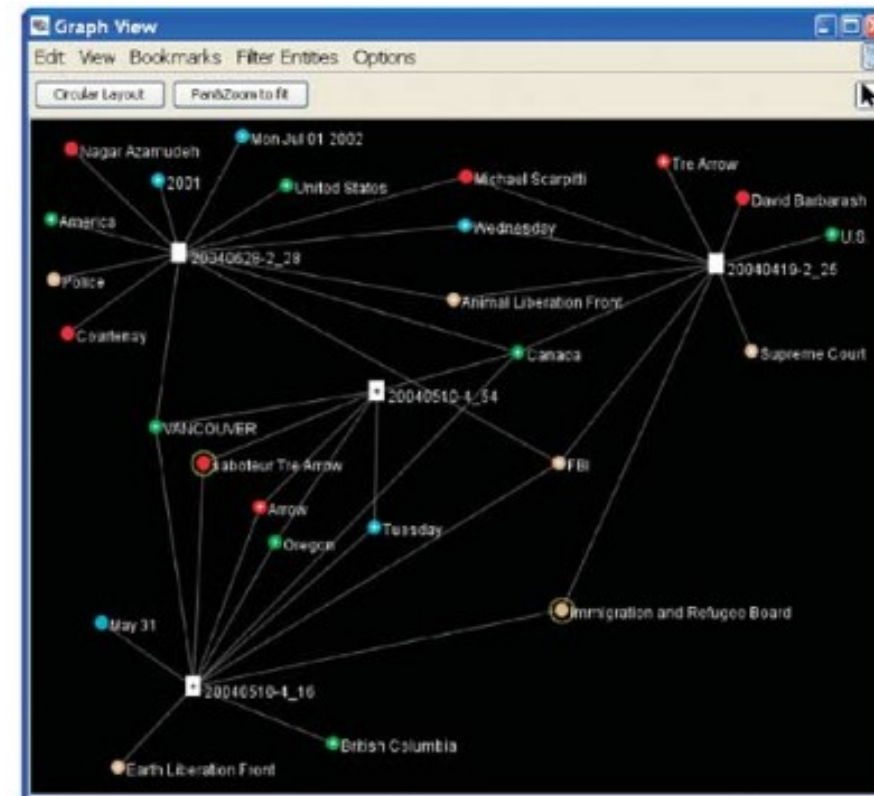 Graph View
Edit View Bookmarks Filter Entities Options
Circular Layout Pan&Zoom to fit
Nagar Azamudeh
Mon Jul 01 2002
Tre Arrow
2001
United States
Michael Scarpitti
David Barbarash
America
Wednesday
U.S.
20040628-2_28
20040419-2_25
Police
Animal Liberation Front
Courtenay
Canada
Supreme Court
20040510-4_54
VANCOUVER
saboteur Tre Arrow
FBI
Arrow
Tuesday
Oregon
Immigration and Refugee Board
May 31
20040510-4_16
British Columbia
Earth Liberation Front